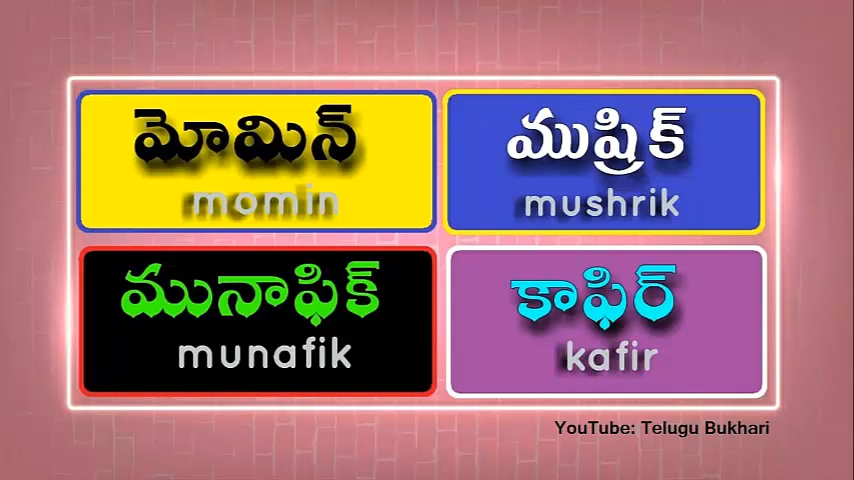 మోమిన్
momin
ముష్రిక్
mushrik
మునాఫిక్
munafik
కాఫిర్
kafir
YouTube: Telugu Bukhari